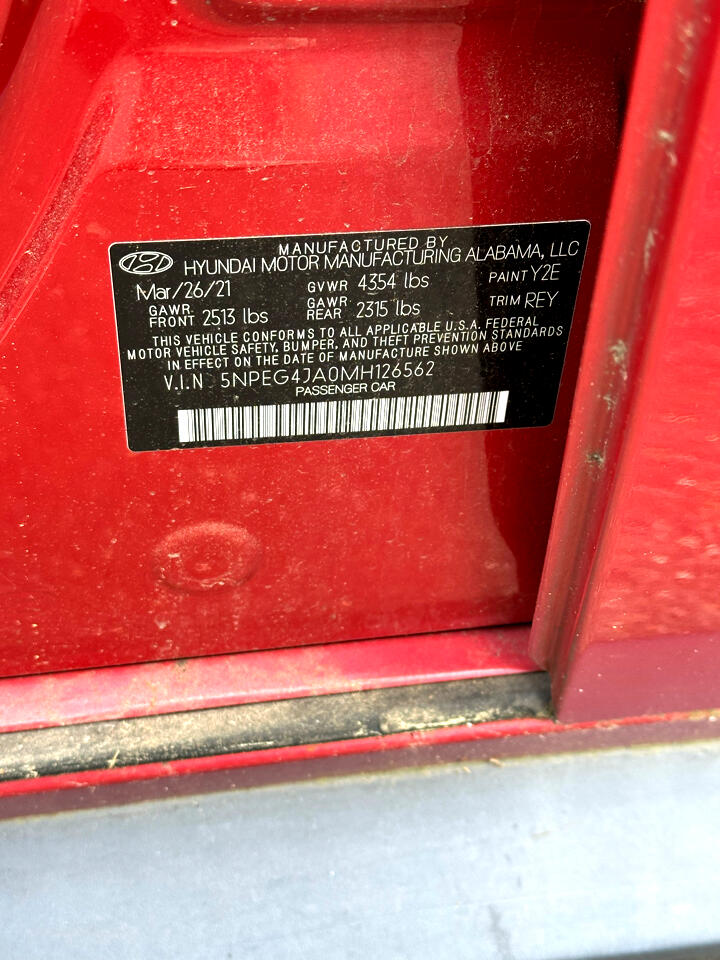 MANUFACTURED BY
HYUNDAI MOTOR MANUFACTURING ALABAMA, LLC
Mar/26/21 GVWR 4354 lbs PAINT Y2E
GAWR FRONT 2513 lbs GAWR REAR 2315 lbs TRIM REY
THIS VEHICLE CONFORMS TO ALL APPLICABLE U.S.A. FEDERAL
MOTOR VEHICLE SAFETY, BUMPER, AND THEFT PREVENTION STANDARDS
IN EFFECT ON THE DATE OF MANUFACTURE SHOWN ABOVE
V.I.N 5NPEG4JA0MH126562
PASSENGER CAR